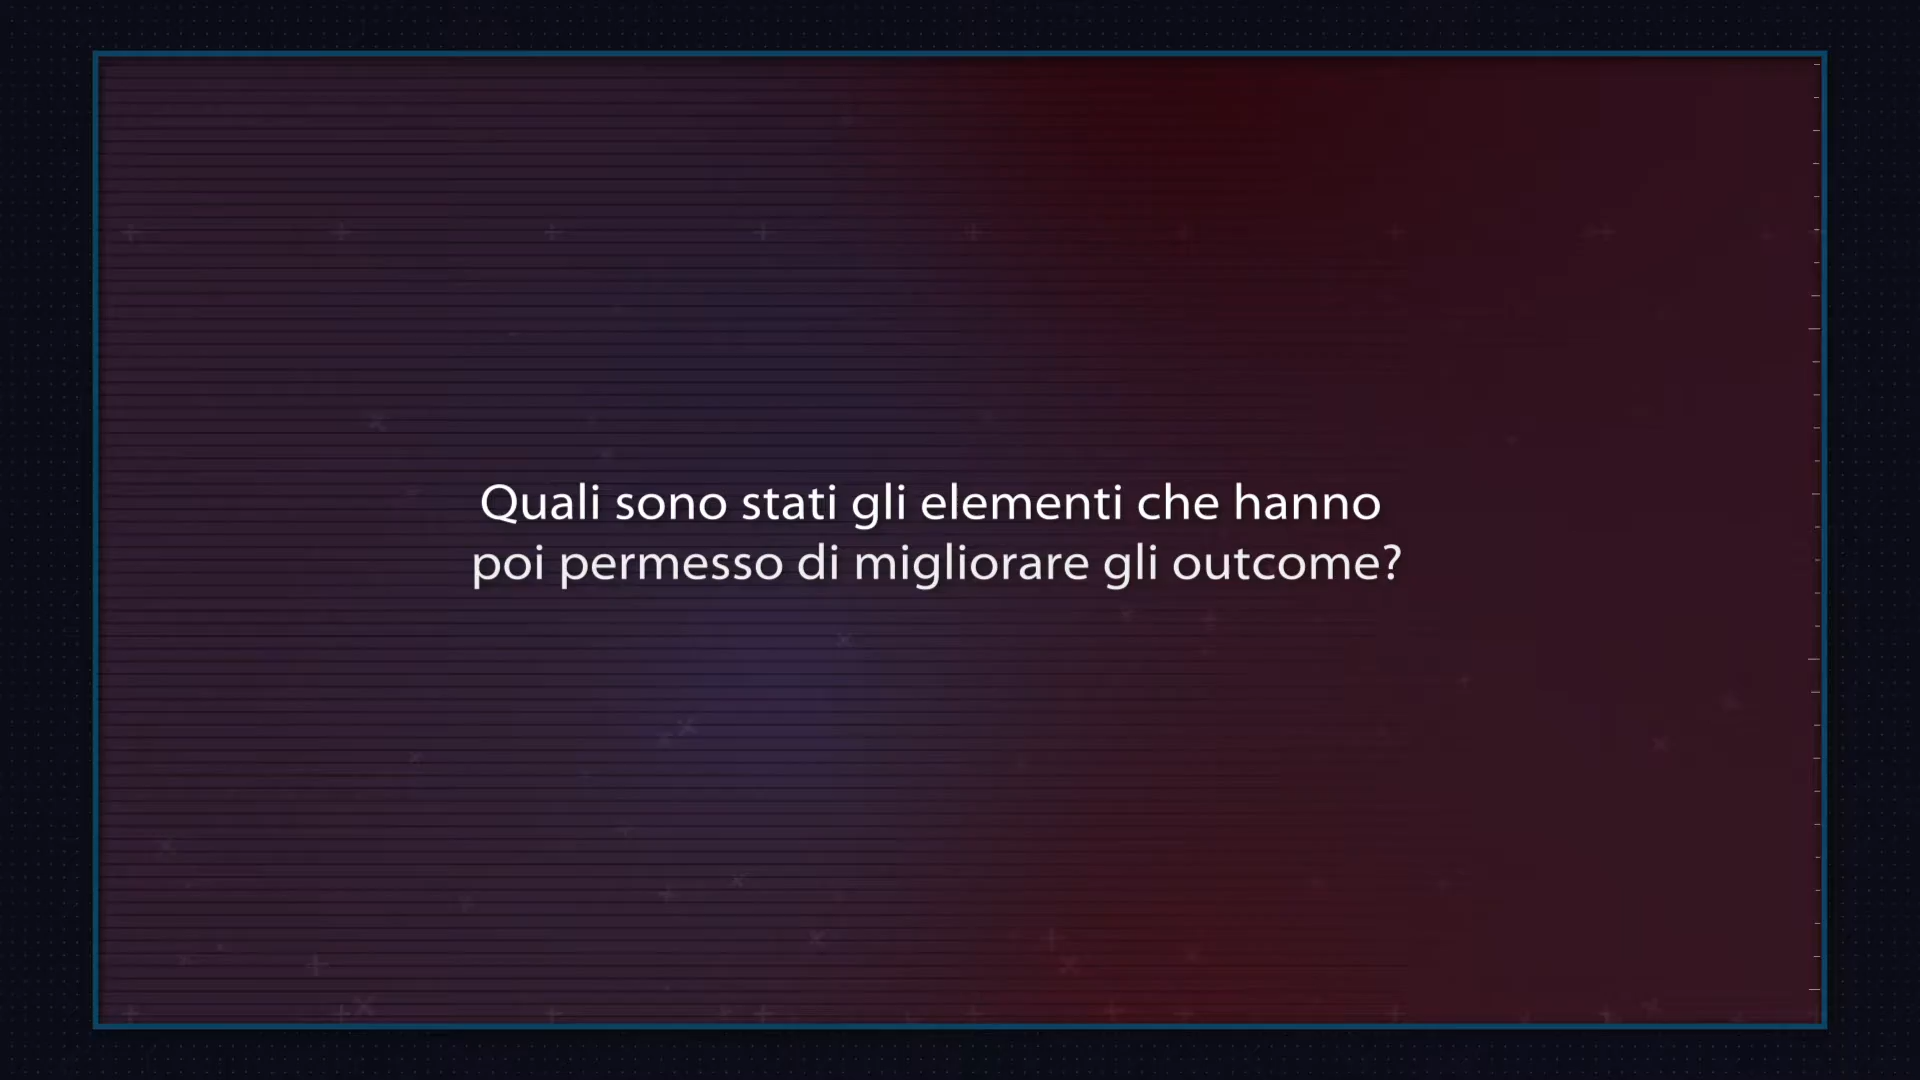 Quali sono stati gli elementi che hanno
poi permesso di migliorare gli outcome?